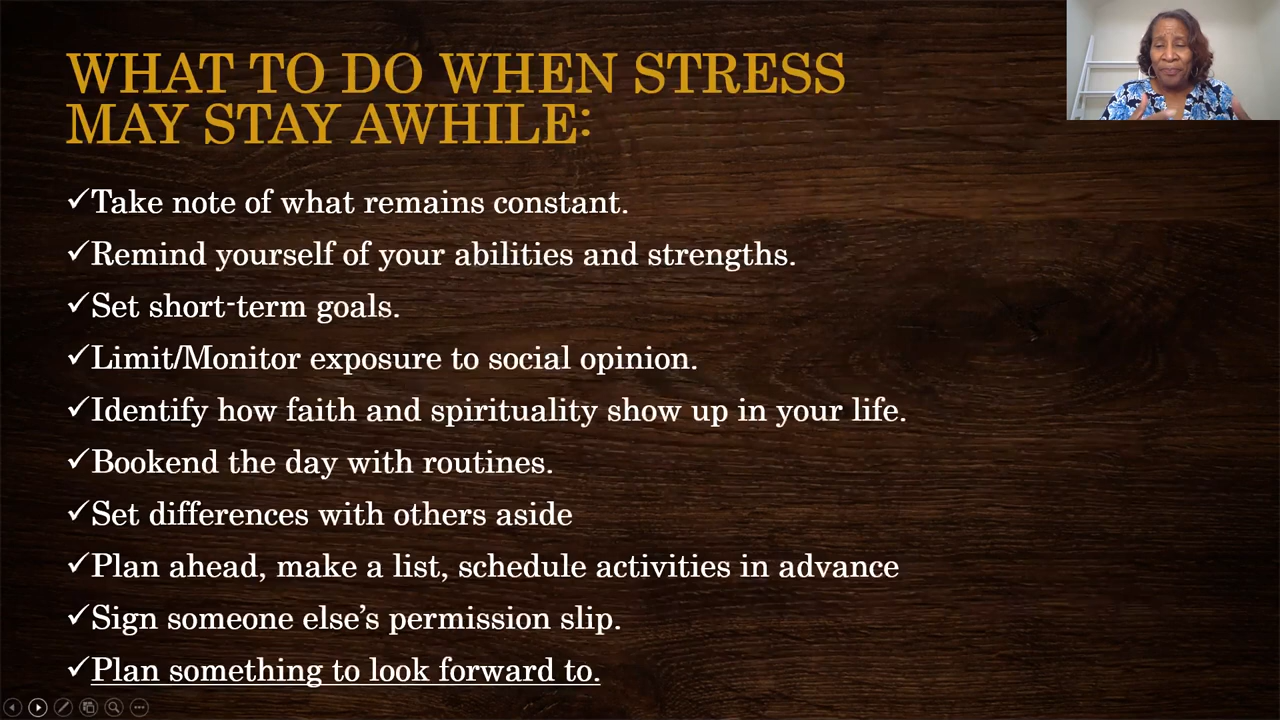 WHAT TO DO WHEN STRESS
MAY STAY AWHILE:
✓Take note of what remains constant.
✓Remind yourself of your abilities and strengths.
✓Set short-term goals.
✓Limit/Monitor exposure to social opinion.
✓Identify how faith and spirituality show up in your life.
✓Bookend the day with routines.
✓Set differences with others aside
✓Plan ahead, make a list, schedule activities in advance
✓Sign someone else’s permission slip.
✓Plan something to look forward to.